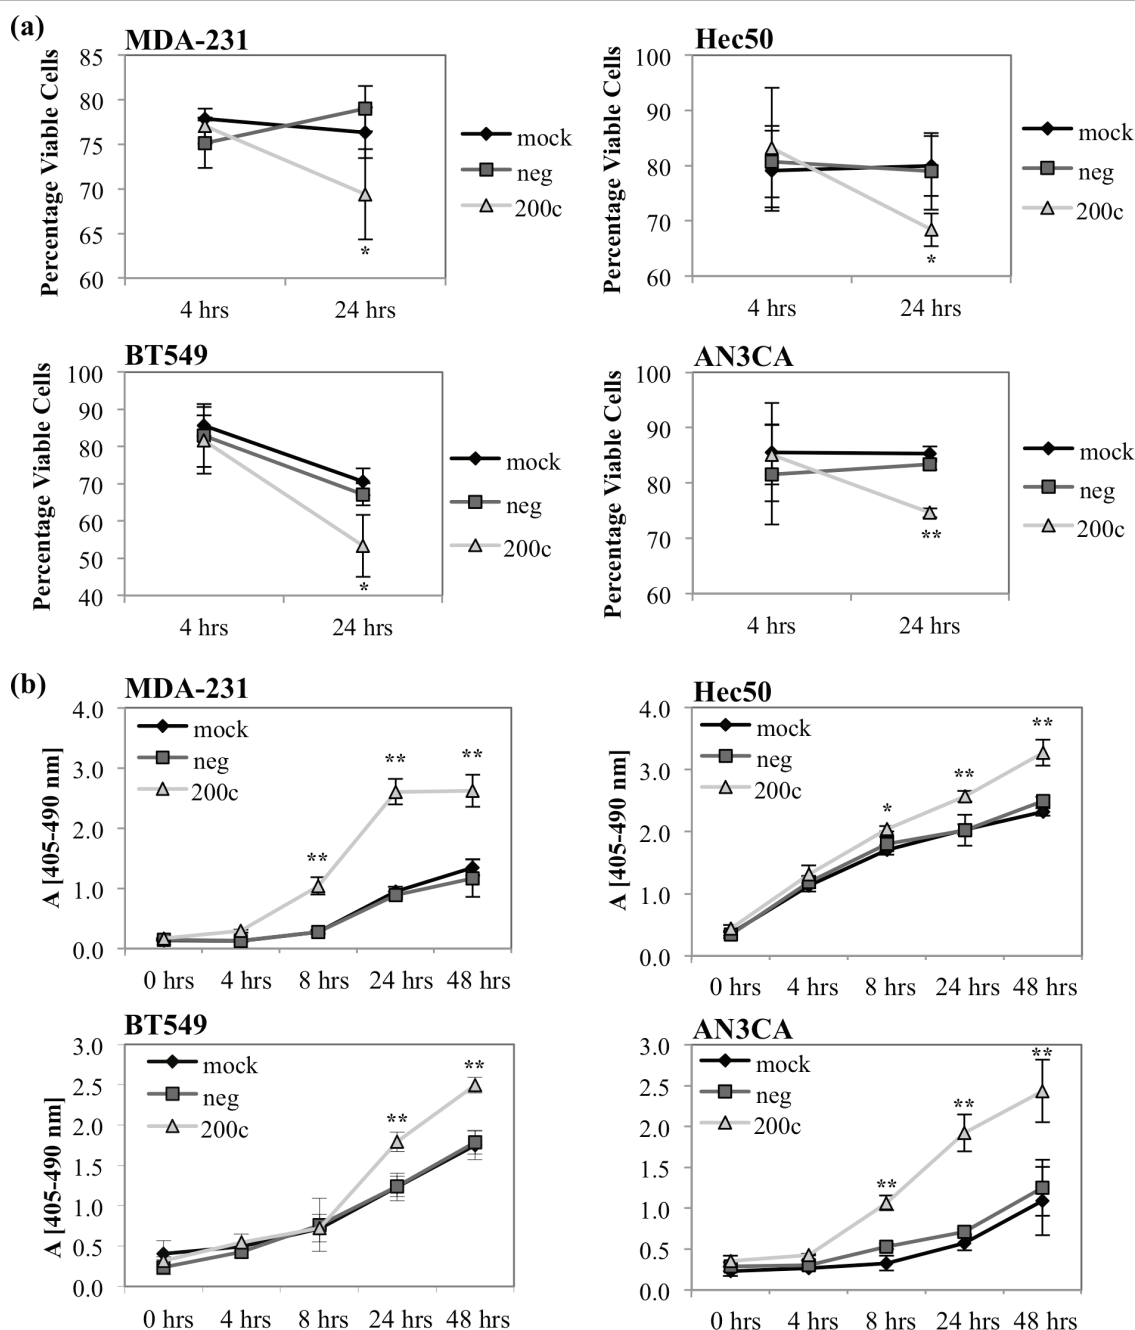 (a)
MDA-231
Percentage Viable Cells
85
80
75
70
65
60
*
4 hrs 24 hrs
mock
neg
200c
Hec50
Percentage Viable Cells
100
90
80
70
60
*
4 hrs 24 hrs
mock
neg
200c
BT549
Percentage Viable Cells
100
90
80
70
60
50
40
*
4 hrs 24 hrs
mock
neg
200c
AN3CA
Percentage Viable Cells
100
90
80
70
60
**
4 hrs 24 hrs
mock
neg
200c
(b)
MDA-231
A [405-490 nm]
4.0
3.0
2.0
1.0
0.0
mock
neg
200c
** ** **
0 hrs 4 hrs 8 hrs 24 hrs 48 hrs
Hec50
A [405-490 nm]
4.0
3.0
2.0
1.0
0.0
mock
neg
200c
* ** **
0 hrs 4 hrs 8 hrs 24 hrs 48 hrs
BT549
A [405-490 nm]
3.0
2.5
2.0
1.5
1.0
0.5
0.0
mock
neg
200c
** **
0 hrs 4 hrs 8 hrs 24 hrs 48 hrs
AN3CA
A [405-490 nm]
3.0
2.5
2.0
1.5
1.0
0.5
0.0
mock
neg
200c
** ** **
0 hrs 4 hrs 8 hrs 24 hrs 48 hrs